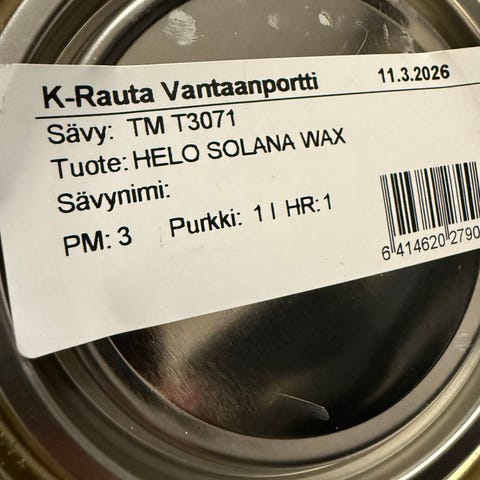 K-Rauta Vantaanportti 11.3.2026
Sävy: TM T3071
Tuote: HELO SOLANA WAX
Sävynimi:
PM: 3 Purkki: 1 l HR: 1
6 414620 2790